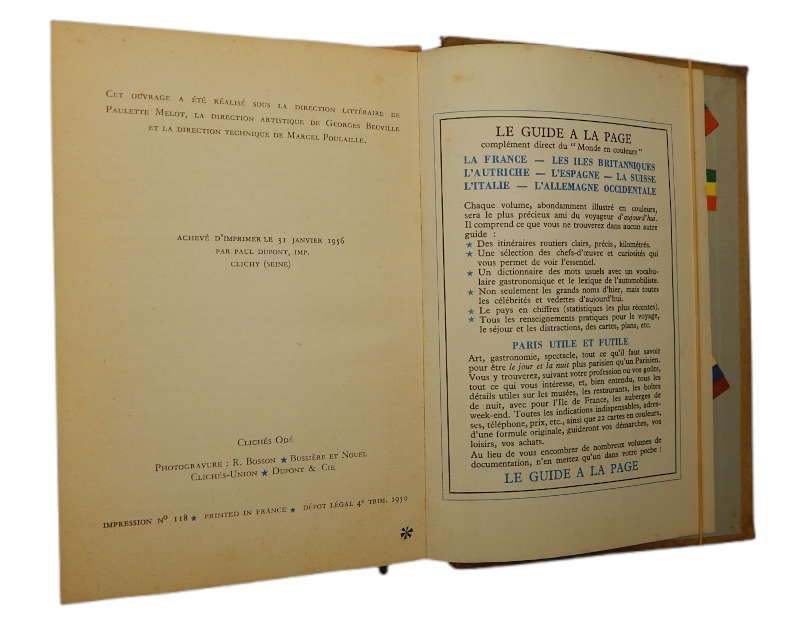 Cet ouvrage a été réalisé sous la direction littéraire de
Paulette Melot, la direction artistique de Georges Beuville
et la direction technique de Marcel Poulaille.
ACHEVÉ D'IMPRIMER LE 31 JANVIER 1956
PAR PAUL DUPONT, IMP.
CLICHY (SEINE)
Clichés Odé
Photogravure : R. Bosson ★ Bussière et Nouel
Clichés-Union ★ Dupont & Cie
IMPRESSION Nº 118 ★ PRINTED IN FRANCE ★ DÉPOT LÉGAL 4e TRIM. 1950
LE GUIDE A LA PAGE
complément direct du "Monde en couleurs"
LA FRANCE — LES ILES BRITANNIQUES
L'AUTRICHE — L'ESPAGNE — LA SUISSE
L'ITALIE — L'ALLEMAGNE OCCIDENTALE
Chaque volume, abondamment illustré en couleurs,
sera le plus précieux ami du voyageur d'aujourd'hui.
Il comprend ce que vous ne trouverez dans aucun autre
guide :
★ Des itinéraires routiers clairs, précis, kilométrés.
★ Une sélection des chefs-d'œuvre et curiosités qui
vous permet de voir l'essentiel.
★ Un dictionnaire des mots usuels avec un vocabu-
laire gastronomique et le lexique de l'automobiliste.
★ Non seulement les grands noms d'hier, mais toutes
les célébrités et vedettes d'aujourd'hui.
★ Le pays en chiffres (statistiques les plus récentes).
★ Tous les renseignements pratiques pour le voyage,
le séjour et les distractions, des cartes, plans, etc.
PARIS UTILE ET FUTILE
Art, gastronomie, spectacle, tout ce qu'il faut savoir
pour être le jour et la nuit plus parisien qu'un Parisien.
Vous y trouverez, suivant votre profession ou vos goûts,
tout ce qui vous intéresse, et, bien entendu, tous les
détails utiles sur les musées, les restaurants, les boîtes
de nuit, avec pour l'Ile de France, les auberges de
week-end. Toutes les indications indispensables, adres-
ses, téléphone, prix, etc., ainsi que 22 cartes en couleurs,
d'une formule originale, guideront vos démarches, vos
loisirs, vos achats.
Au lieu de vous encombrer de nombreux volumes de
documentation, n'en mettez qu'un dans votre poche :
LE GUIDE A LA PAGE